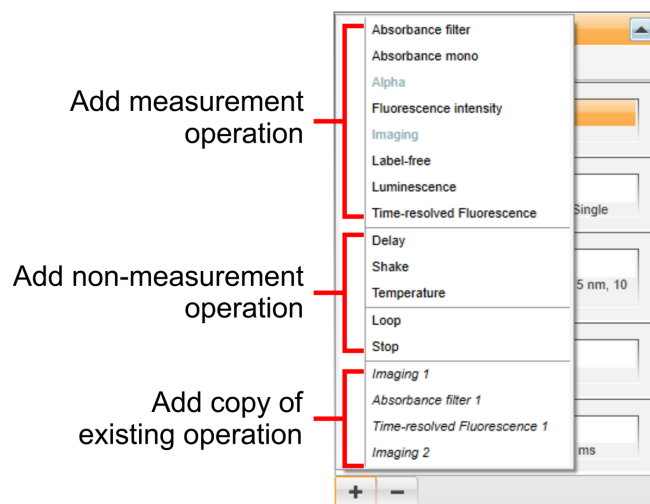 Add measurement
operation
Absorbance filter
Absorbance mono
Alpha
Fluorescence intensity
Imaging
Label-free
Luminescence
Time-resolved Fluorescence
Single
Add non-measurement
operation
Delay
Shake
Temperature
5 nm, 10
Loop
Stop
Add copy of
existing operation
Imaging 1
Absorbance filter 1
Time-resolved Fluorescence 1
Imaging 2
ms
+ −